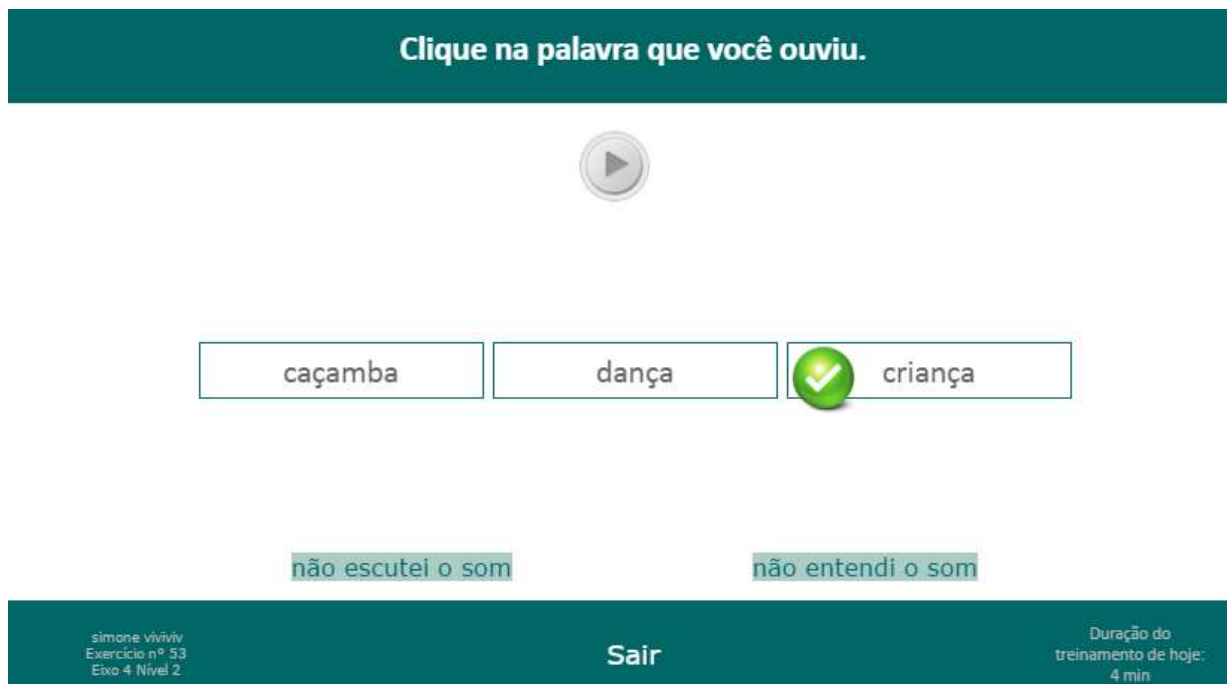 Clique na palavra que você ouviu.
caçamba
dança
criança
não escutei o som
não entendi o som
simone viviviv
Exercício nº 53
Eixo 4 Nível 2
Sair
Duração do
treinamento de hoje:
4 min